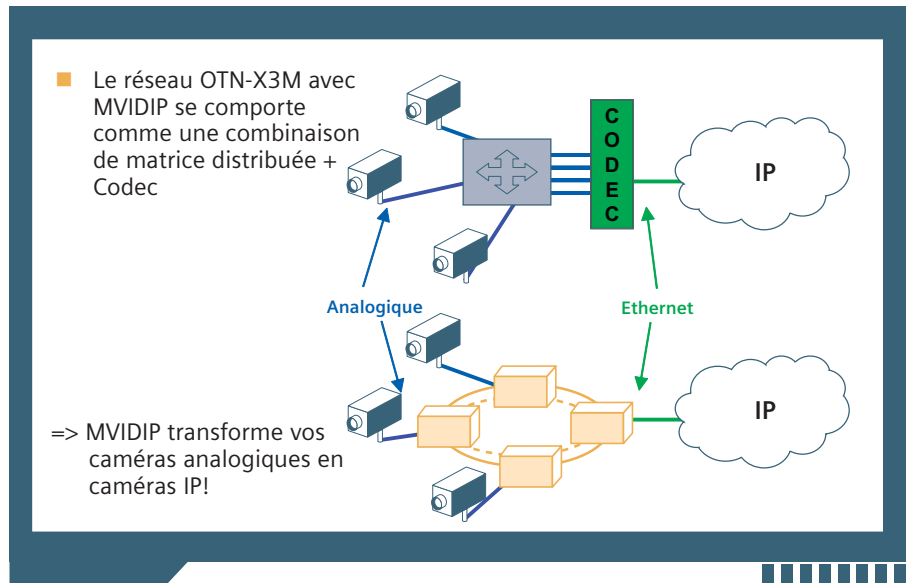 Le réseau OTN-X3M avec
MVIDIP se comporte
comme une combinaison
de matrice distribuée +
Codec
CODEC
IP
Analogique
Ethernet
IP
=> MVIDIP transforme vos
caméras analogiques en
caméras IP!